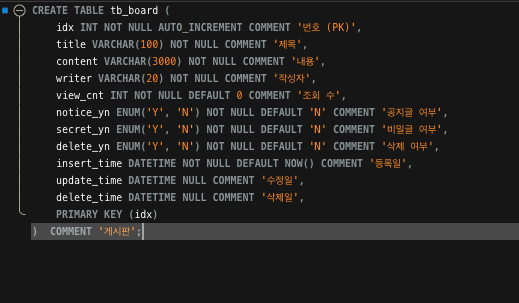 CREATE TABLE tb_board (
idx INT NOT NULL AUTO_INCREMENT COMMENT '번호 (PK)',
title VARCHAR(100) NOT NULL COMMENT '제목',
content VARCHAR(3000) NOT NULL COMMENT '내용',
writer VARCHAR(20) NOT NULL COMMENT '작성자',
view_cnt INT NOT NULL DEFAULT 0 COMMENT '조회 수',
notice_yn ENUM('Y', 'N') NOT NULL DEFAULT 'N' COMMENT '공지글 여부',
secret_yn ENUM('Y', 'N') NOT NULL DEFAULT 'N' COMMENT '비밀글 여부',
delete_yn ENUM('Y', 'N') NOT NULL DEFAULT 'N' COMMENT '삭제 여부',
insert_time DATETIME NOT NULL DEFAULT NOW() COMMENT '등록일',
update_time DATETIME NULL COMMENT '수정일',
delete_time DATETIME NULL COMMENT '삭제일',
PRIMARY KEY (idx)
) COMMENT '게시판';